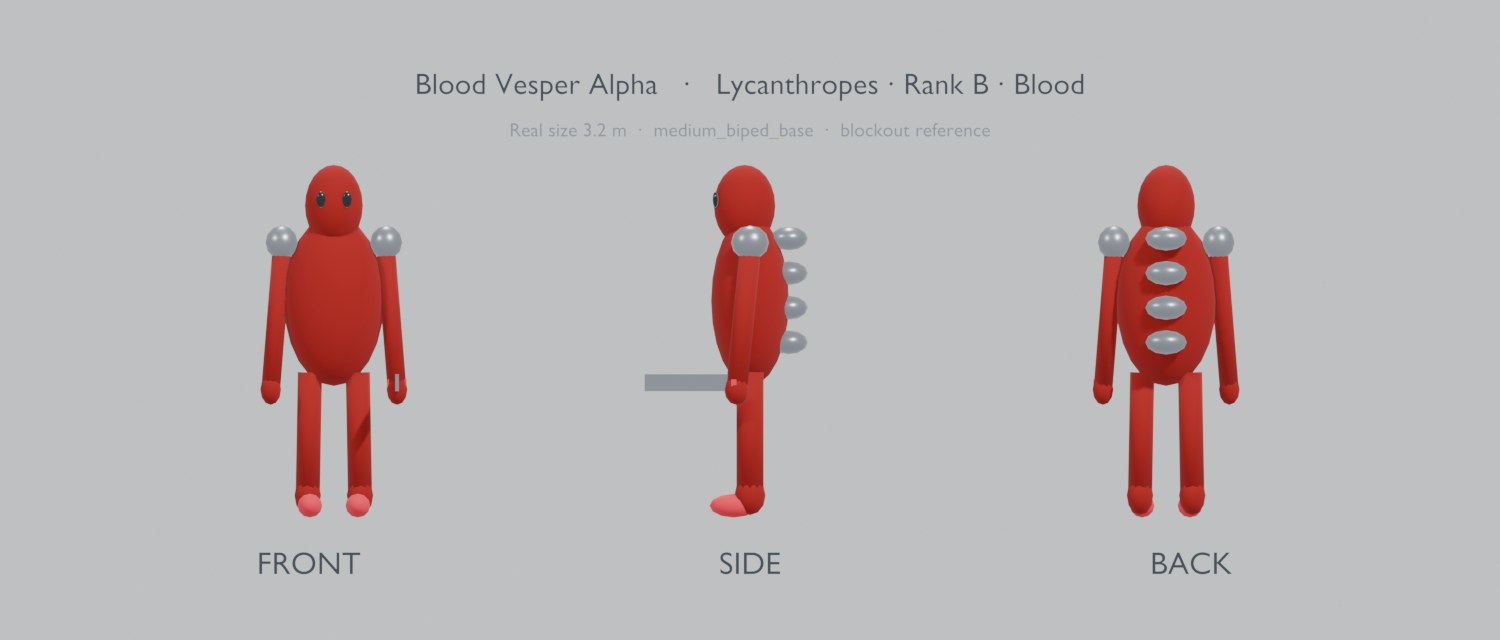 Blood Vesper Alpha · Lycanthropes · Rank B · Blood
Real size 3.2 m · medium_biped_base · blockout reference
FRONT
SIDE
BACK